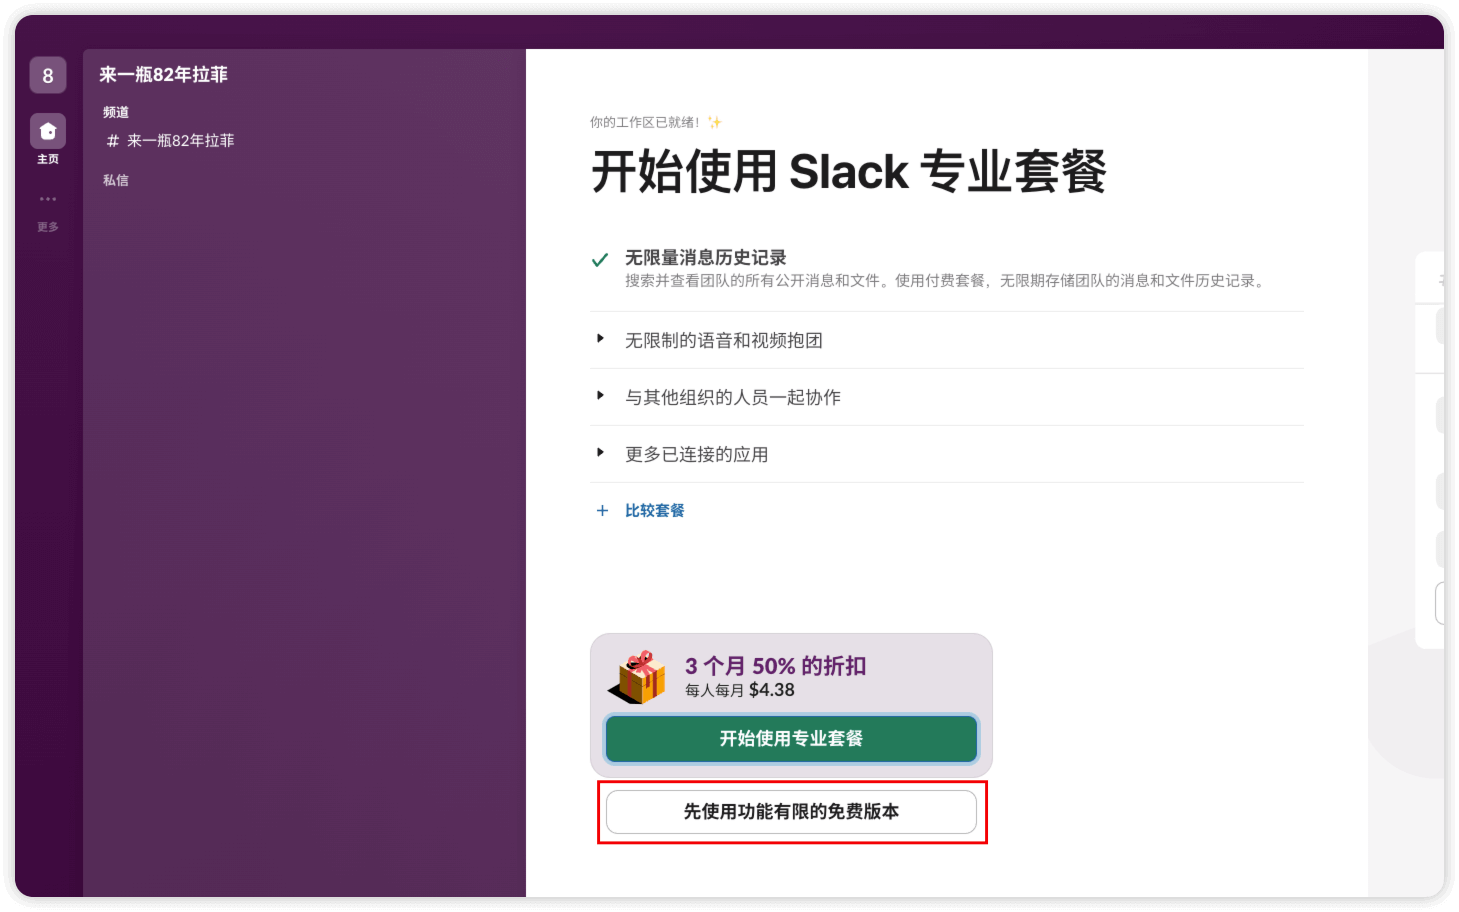 8
主页
更多
来一瓶82年拉菲
频道
# 来一瓶82年拉菲
私信
你的工作区已就绪! ✨
开始使用 Slack 专业套餐
无限量消息历史记录
搜索并查看团队的所有公开消息和文件。使用付费套餐，无限期存储团队的消息和文件历史记录。
无限制的语音和视频抱团
与其他组织的人员一起协作
更多已连接的应用
+ 比较套餐
3 个月 50% 的折扣
每人每月 $4.38
开始使用专业套餐
先使用功能有限的免费版本